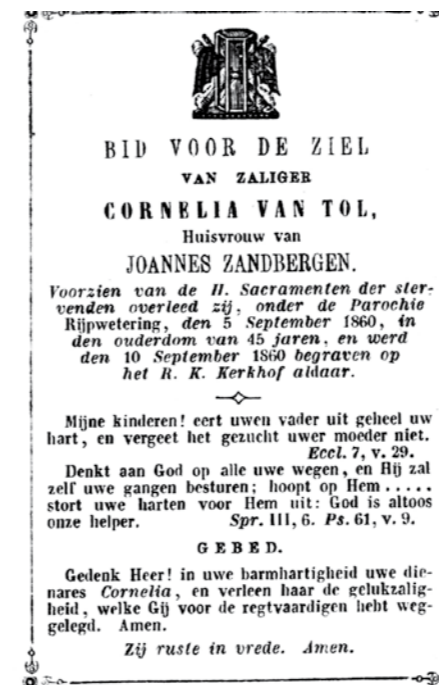 BID VOOR DE ZIEL
VAN ZALIGER
CORNELIA VAN TOL,
Huisvrouw van
JOANNES ZANDBERGEN.
Voorzien van de H. Sacramenten der ster-
venden overleed zij, onder de Parochie
Rijpwetering, den 5 September 1860, in
den ouderdom van 45 jaren, en werd
den 10 September 1860 begraven op
het R. K. Kerkhof aldaar.
Mijne kinderen! eert uwen vader uit geheel uw
hart, en vergeet het gezucht uwer moeder niet.
Eccl. 7, v. 29.
Denkt aan God op alle uwe wegen, en Hij zal
zelf uwe gangen besturen; hoopt op Hem . . . . .
stort uwe harten voor Hem uit: God is altoos
onze helper. Spr. III, 6. Ps. 61, v. 9.
GEBED.
Gedenk Heer! in uwe barmhartigheid uwe die-
nares Cornelia, en verleen haar de gelukzalig-
heid, welke Gij voor de regtvaardigen hebt weg-
gelegd. Amen.
Zij ruste in vrede. Amen.